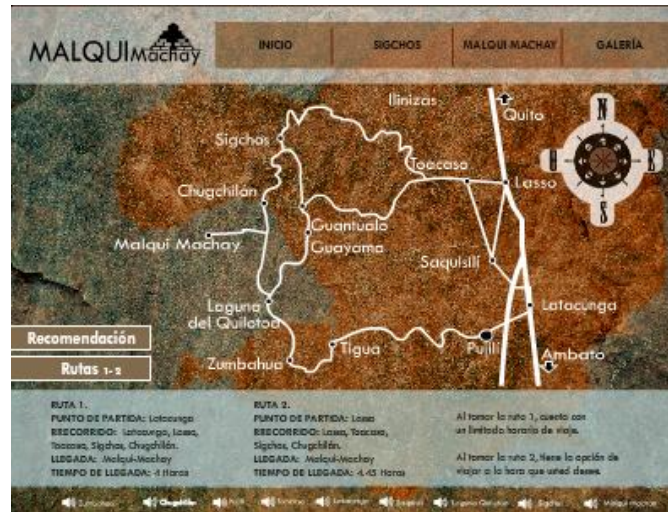 MALQUIMachay
INICIO SIGCHOS MALQUI MACHAY GALERÍA
Ilinizas
Quito
Sigchos
Toacaso
Lasso
Chugchilán
Guantualo
Malqui Machay
Guayama
Saquisilí
Laguna
del Quilotoa
Latacunga
Recomendación
Tigua
Pujilí
Ambato
Rutas 1-2
Zumbahua
N
S
RUTA 1.
PUNTO DE PARTIDA: Latacunga
RRECORRIDO: Latacunga, Lasso,
Toacaso, Sigchos, Chugchilán.
LLEGADA: Malqui-Machay
TIEMPO DE LLEGADA: 4 Horas
RUTA 2.
PUNTO DE PARTIDA: Lasso
RRECORRIDO: Lasso, Toacaso,
Sigchos, Chugchilán.
LLEGADA: Malqui-Machay
TIEMPO DE LLEGADA: 4.45 Horas
Al tomar la ruta 1, cuenta con
un limitado horario de viaje.
Al tomar la ruta 2, tiene la opción de
viajar a la hora que usted desee.
Zumbahua Chugchilán Latacunga Laguna Quilotoa Sigchos Malqui machay